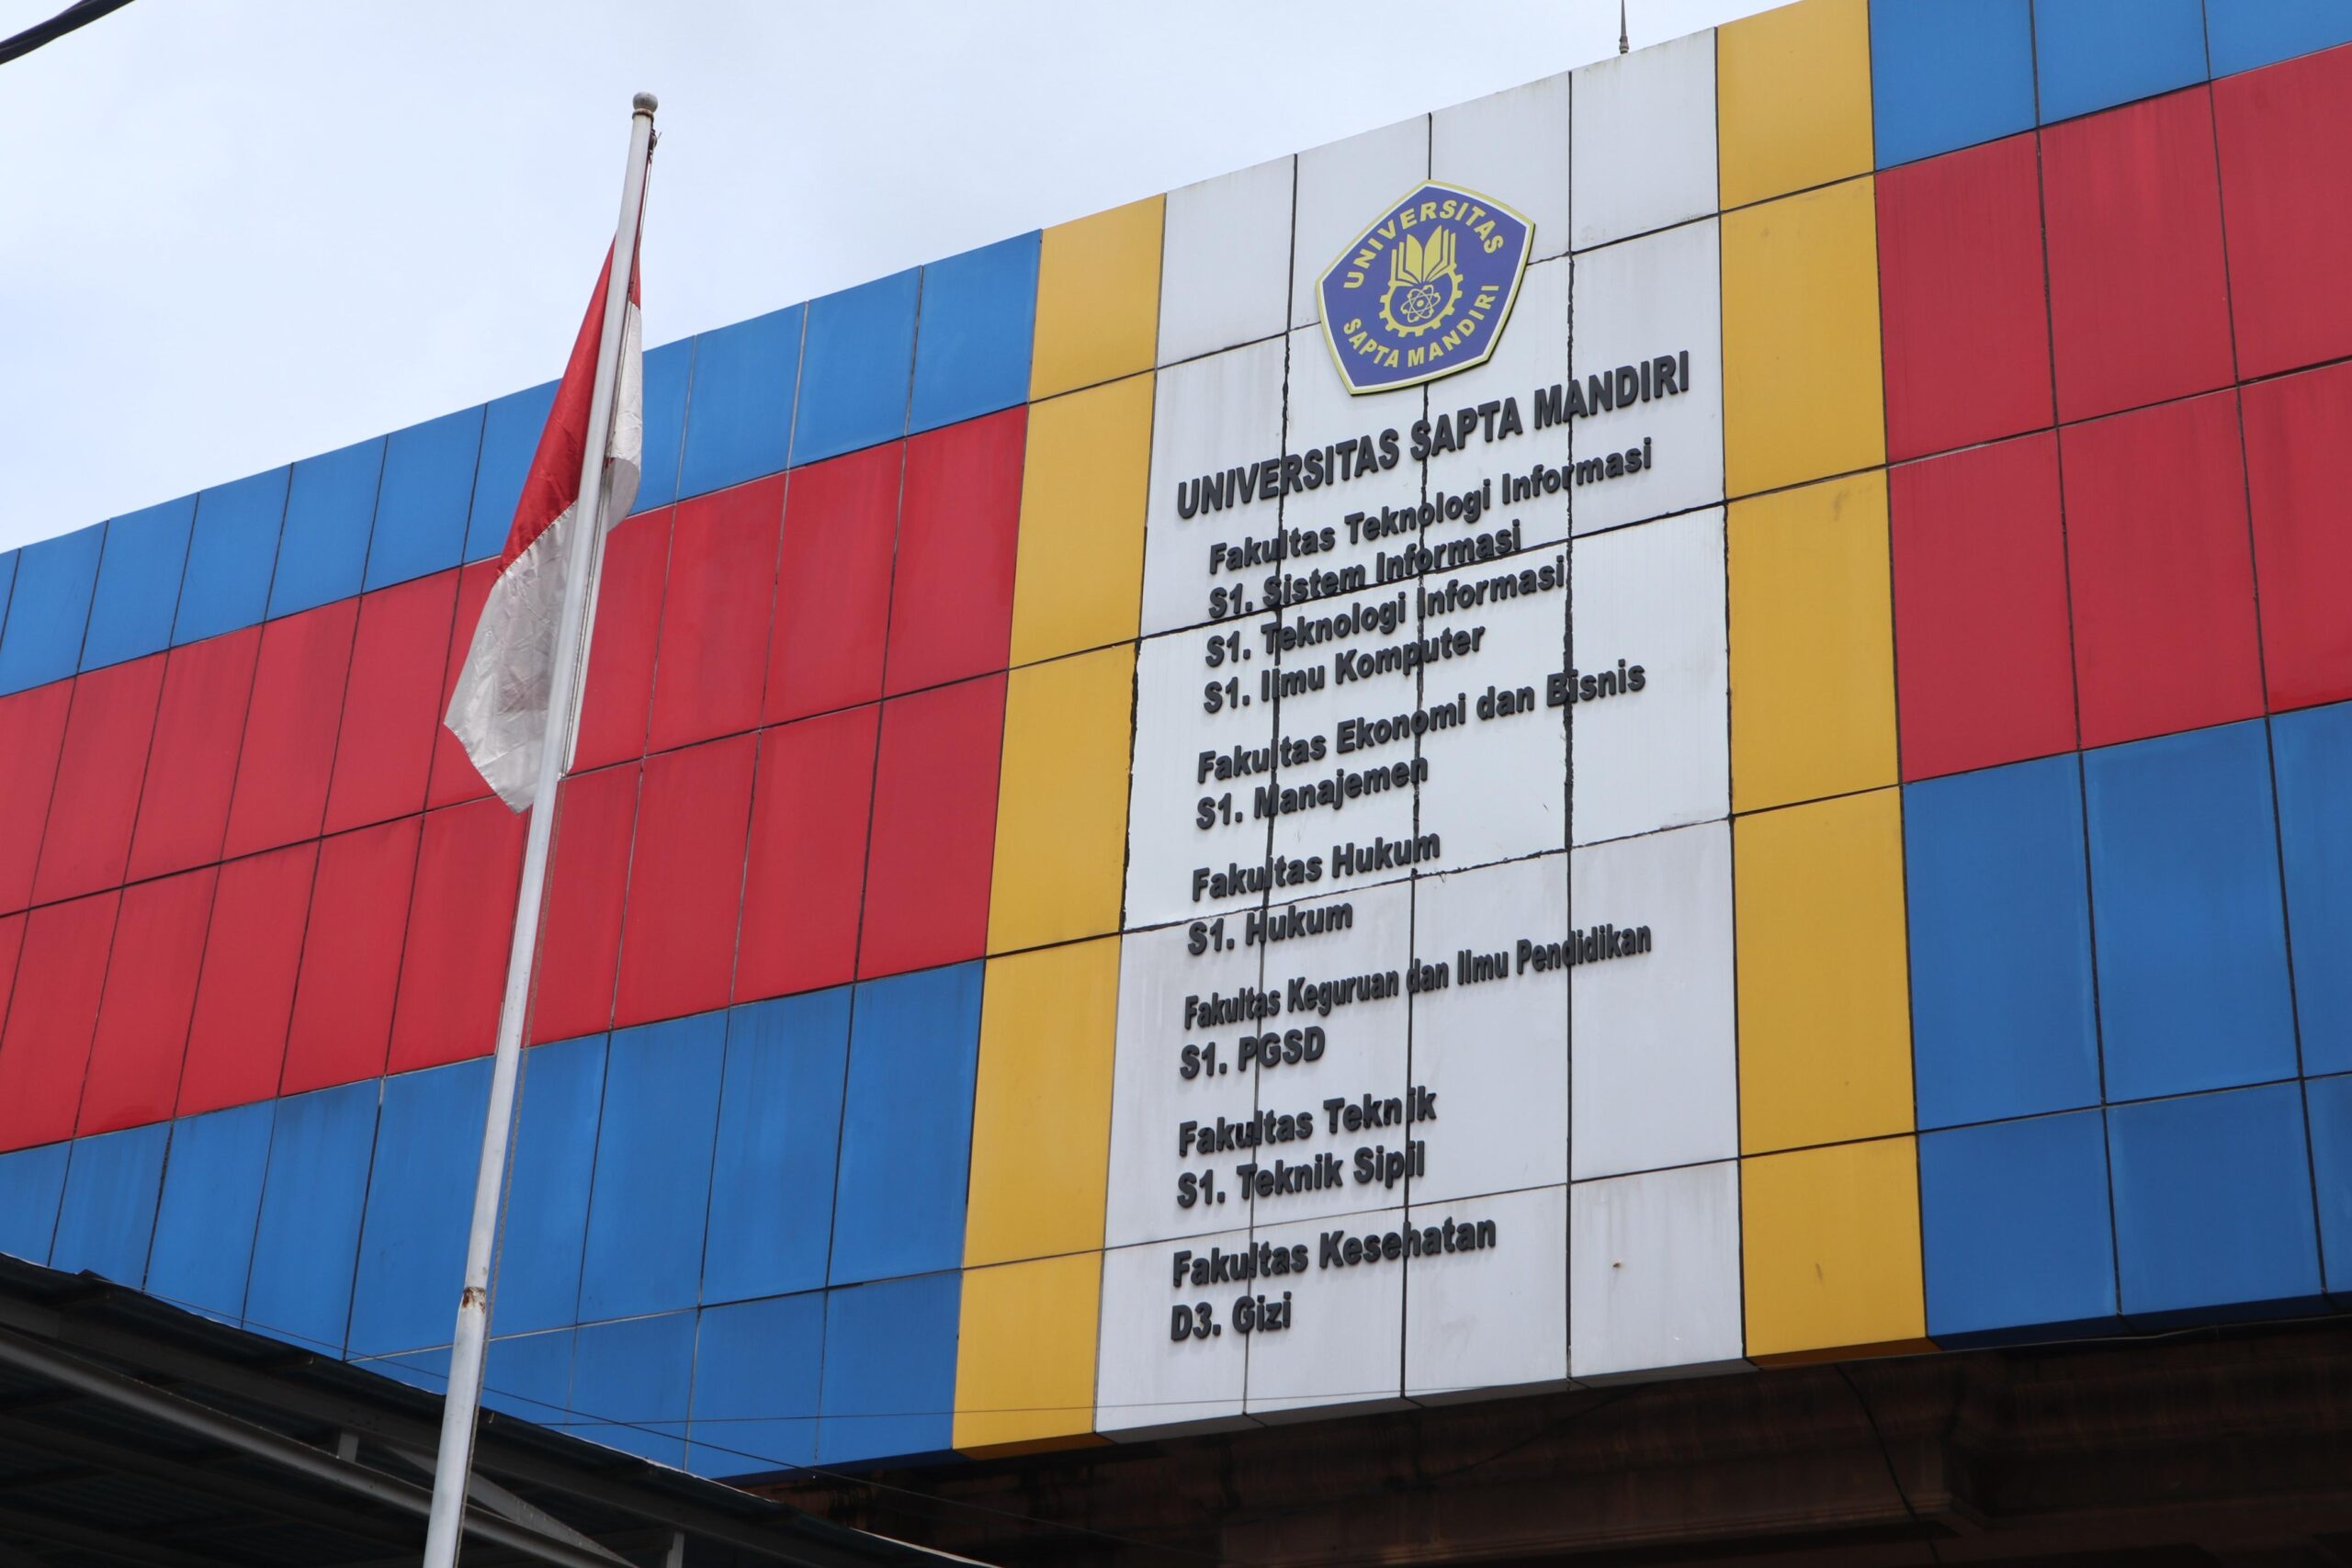 UNIVERSITAS
SAPTA MANDIRI
UNIVERSITAS SAPTA MANDIRI
Fakultas Teknologi Informasi
S1. Sistem Informasi
S1. Teknologi Informasi
S1. Ilmu Komputer
Fakultas Ekonomi dan Bisnis
S1. Manajemen
Fakultas Hukum
S1. Hukum
Fakultas Keguruan dan Ilmu Pendidikan
S1. PGSD
Fakultas Teknik
S1. Teknik Sipil
Fakultas Kesehatan
D3. Gizi